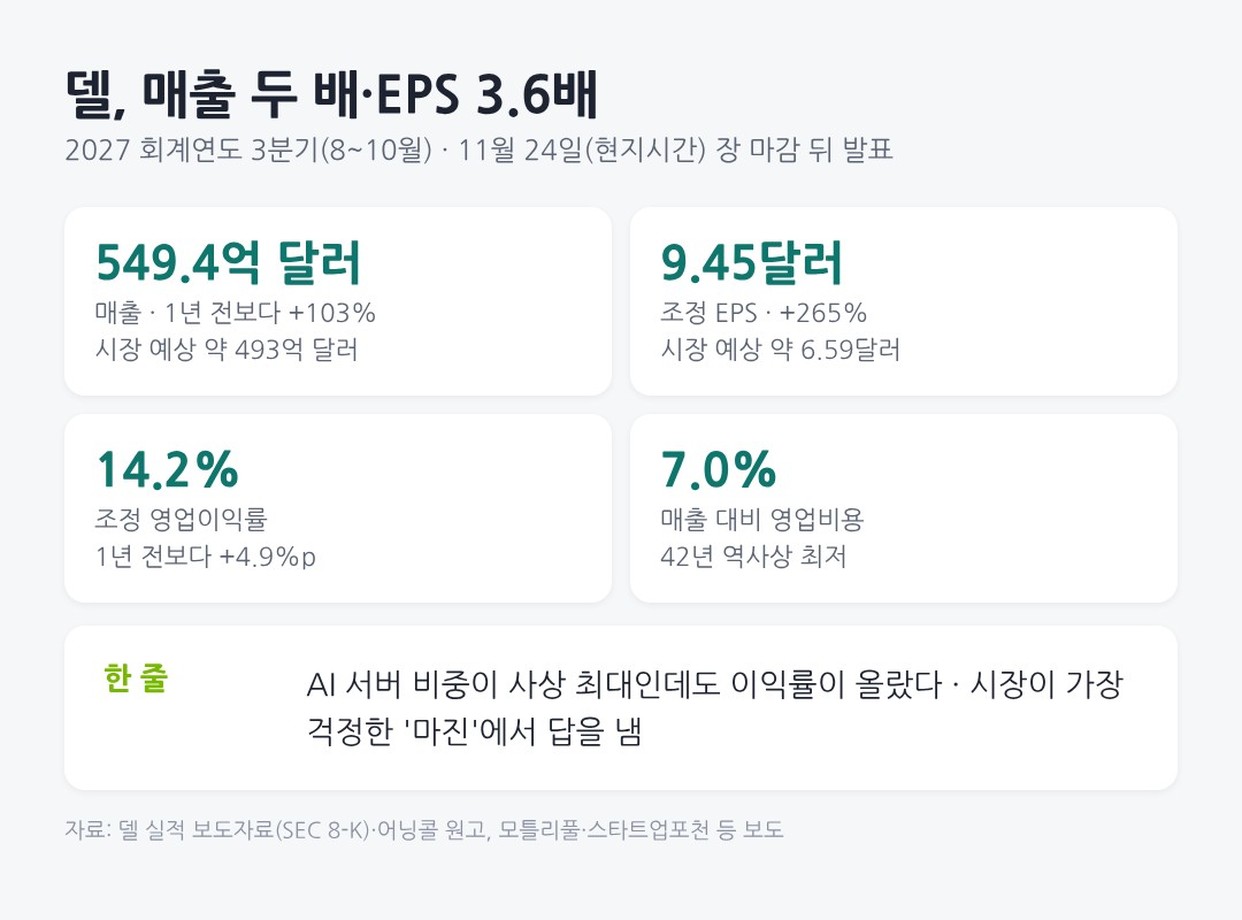 델, 매출 두 배·EPS 3.6배
2027 회계연도 3분기(8~10월) · 11월 24일(현지시간) 장 마감 뒤 발표
549.4억 달러
매출 · 1년 전보다 +103%
시장 예상 약 493억 달러
9.45달러
조정 EPS · +265%
시장 예상 약 6.59달러
14.2%
조정 영업이익률
1년 전보다 +4.9%p
7.0%
매출 대비 영업비용
42년 역사상 최저
한 줄
AI 서버 비중이 사상 최대인데도 이익률이 올랐다 · 시장이 가장
걱정한 '마진'에서 답을 냄
자료: 델 실적 보도자료(SEC 8-K)·어닝콜 원고, 모틀리풀·스타트업포천 등 보도